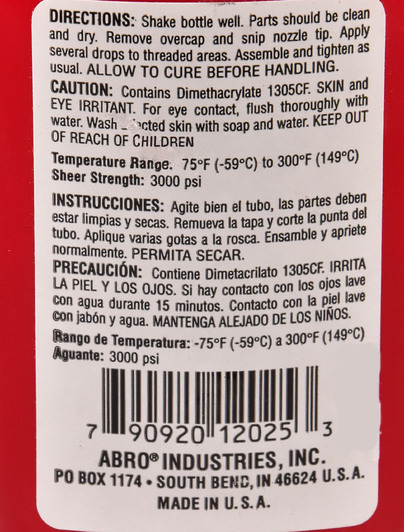 DIRECTIONS: Shake bottle well. Parts should be clean
and dry. Remove overcap and snip nozzle tip. Apply
several drops to threaded areas. Assemble and tighten as
usual. ALLOW TO CURE BEFORE HANDLING.
CAUTION: Contains Dimethacrylate 1305CF. SKIN and
EYE IRRITANT. For eye contact, flush thoroughly with
water. Wash skin with soap and water. KEEP OUT
OF REACH OF CHILDREN
Temperature Range. 75°F (-59°C) to 300°F (149°C)
Sheer Strength: 3000 psi
INSTRUCCIONES: Agite bien el tubo, las partes deben
estar limpias y secas. Remueva la tapa y corte la punta del
tubo. Aplique varias gotas a la rosca. Ensamble y apriete
normalmente. PERMITA SECAR.
PRECAUCIÓN: Contiene Dimetacrilato 1305CF. IRRITA
LA PIEL Y LOS OJOS. Si hay contacto con los ojos lave
con agua durante 15 minutos. Contacto con la piel lave
con jabón y agua. MANTENGA ALEJADO DE LOS NIÑOS.
Rango de Temperatura: -75°F (-59°C) a 300°F (149°C)
Aguante: 3000 psi
7 90920 12025 3
ABRO® INDUSTRIES, INC.
PO BOX 1174 • SOUTH BEND, IN 46624 U.S.A.
MADE IN U.S.A.